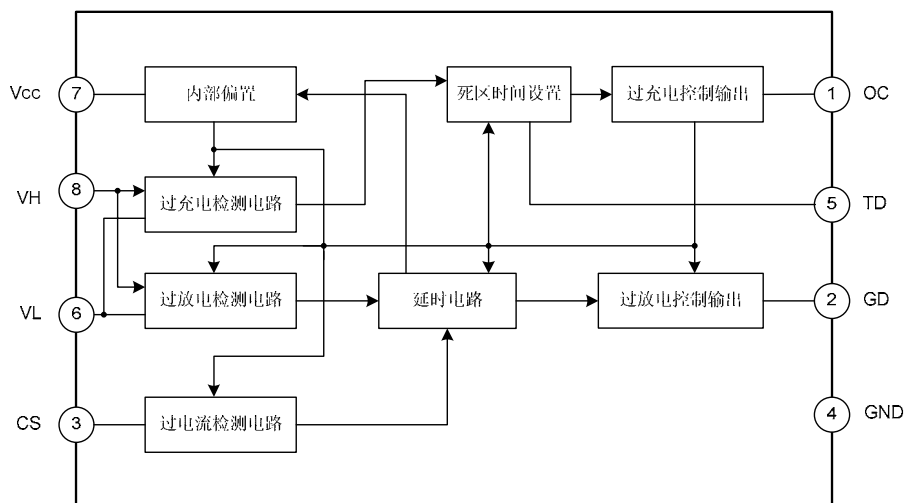 Vcc 7 内部偏置 死区时间设置 过充电控制输出 1 OC
VH 8 过充电检测电路 5 TD
VL 6 过放电检测电路 延时电路 过放电控制输出 2 GD
CS 3 过电流检测电路 4 GND